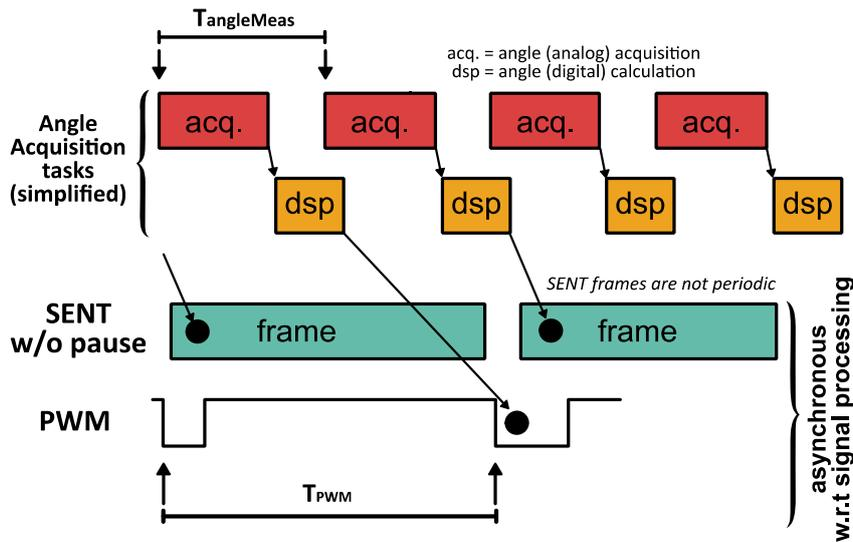 TangleMeas
acq. = angle (analog) acquisition
dsp = angle (digital) calculation
Angle
Acquisition
tasks
(simplified)
acq.
acq.
acq.
acq.
dsp
dsp
dsp
dsp
SENT frames are not periodic
SENT
w/o pause
frame
frame
PWM
TPWM
asynchronous
w.r.t signal processing